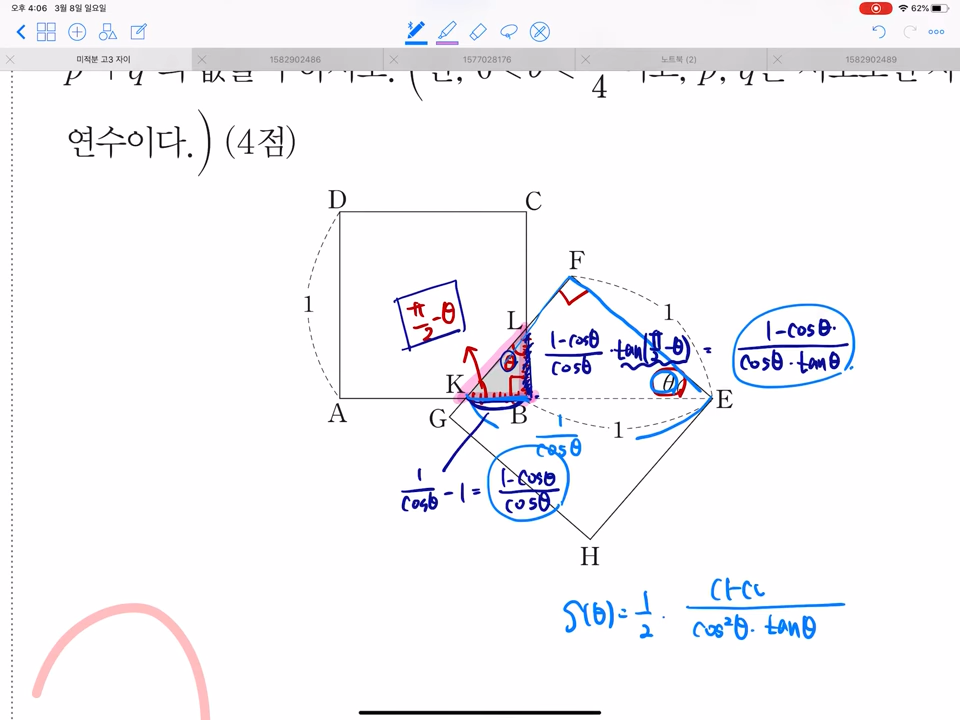 오후 4:06 3월 8일 일요일
62%
미적분 고3 자이
1582902486
1577028176
노트북 (2)
1582902489
4
연수이다.) (4점)
D
C
F
1
π/2 - θ
L
1
θ
(1-cosθ)/cosθ · tan(π/2 - θ) = (1-cosθ)/(cosθ · tanθ)
K
θ
A
G
B
E
1
1/cosθ
1/cosθ - 1 = (1-cosθ)/cosθ
H
S(θ) = 1/2 · (1-co / cos²θ · tanθ